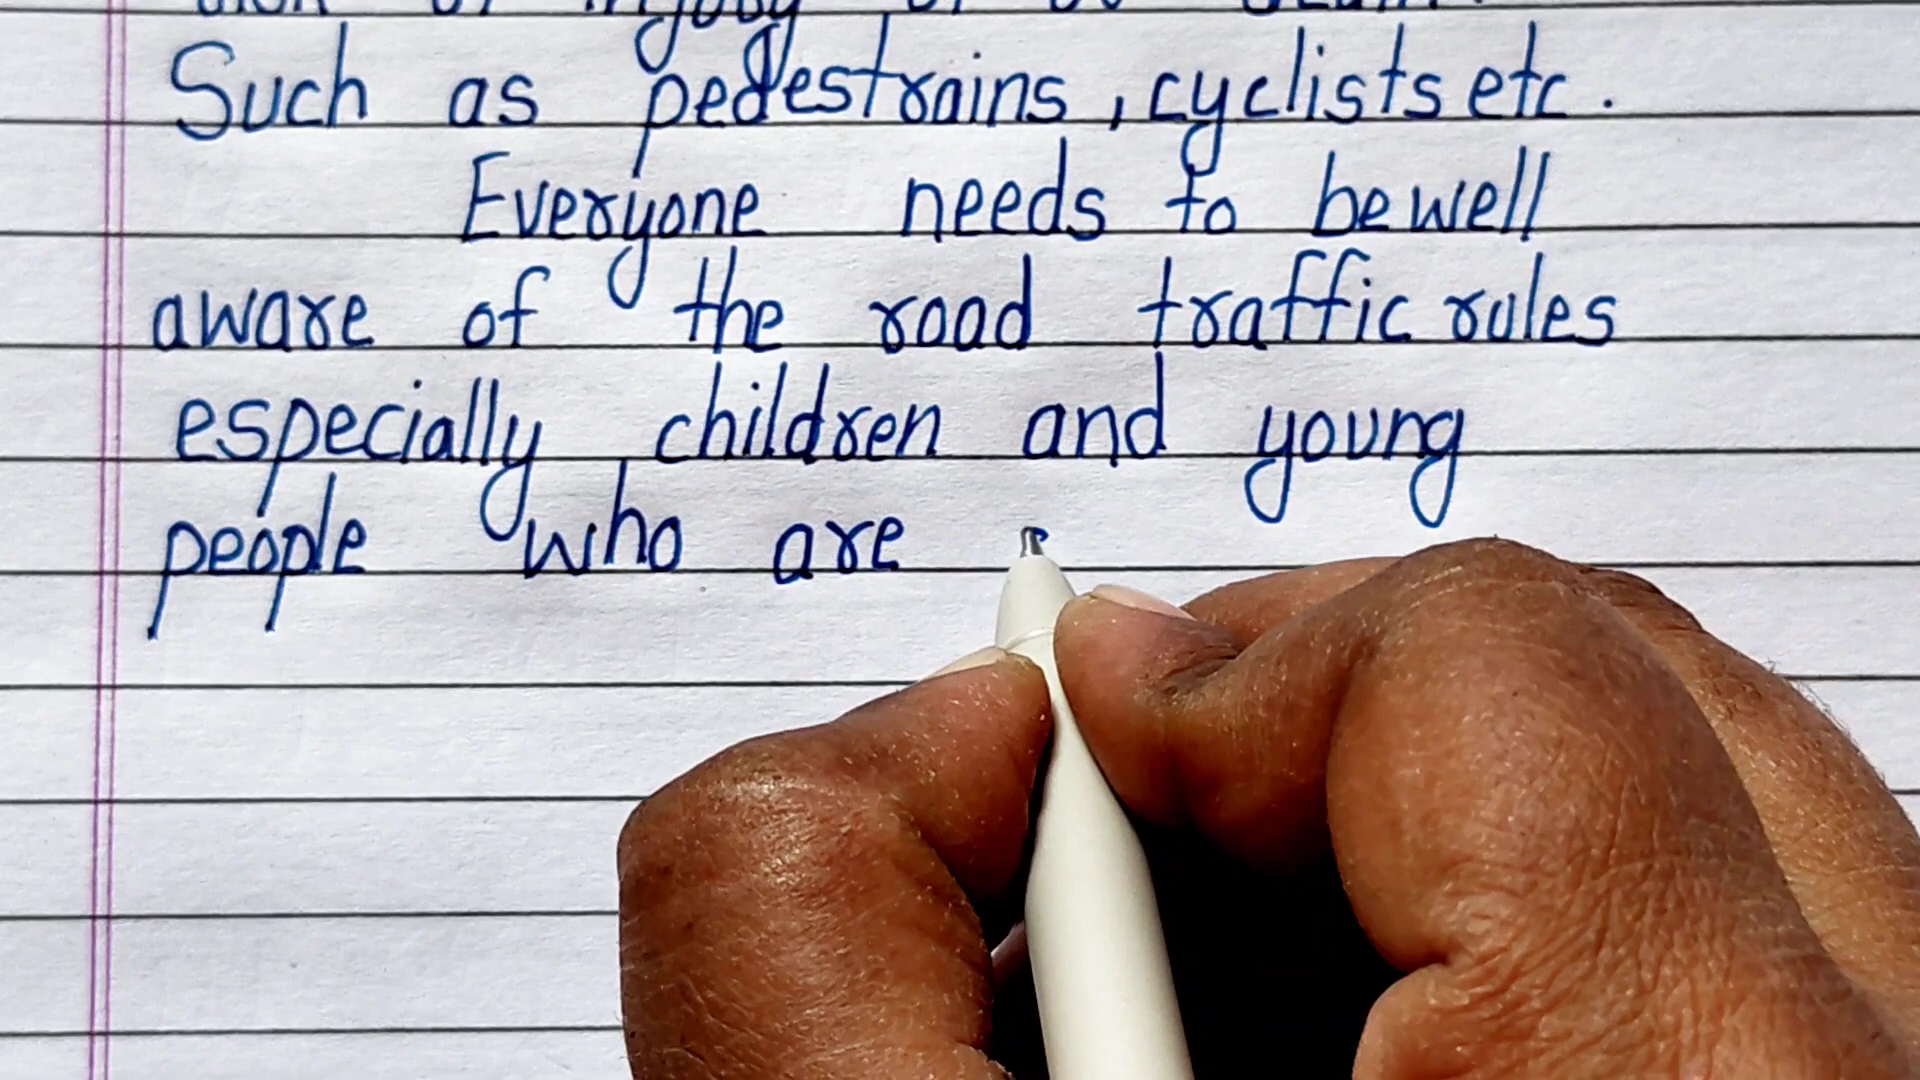 Such as pedestrains, cyclists etc.
Everyone needs to be well
aware of the road traffic rules
especially children and young
people who are